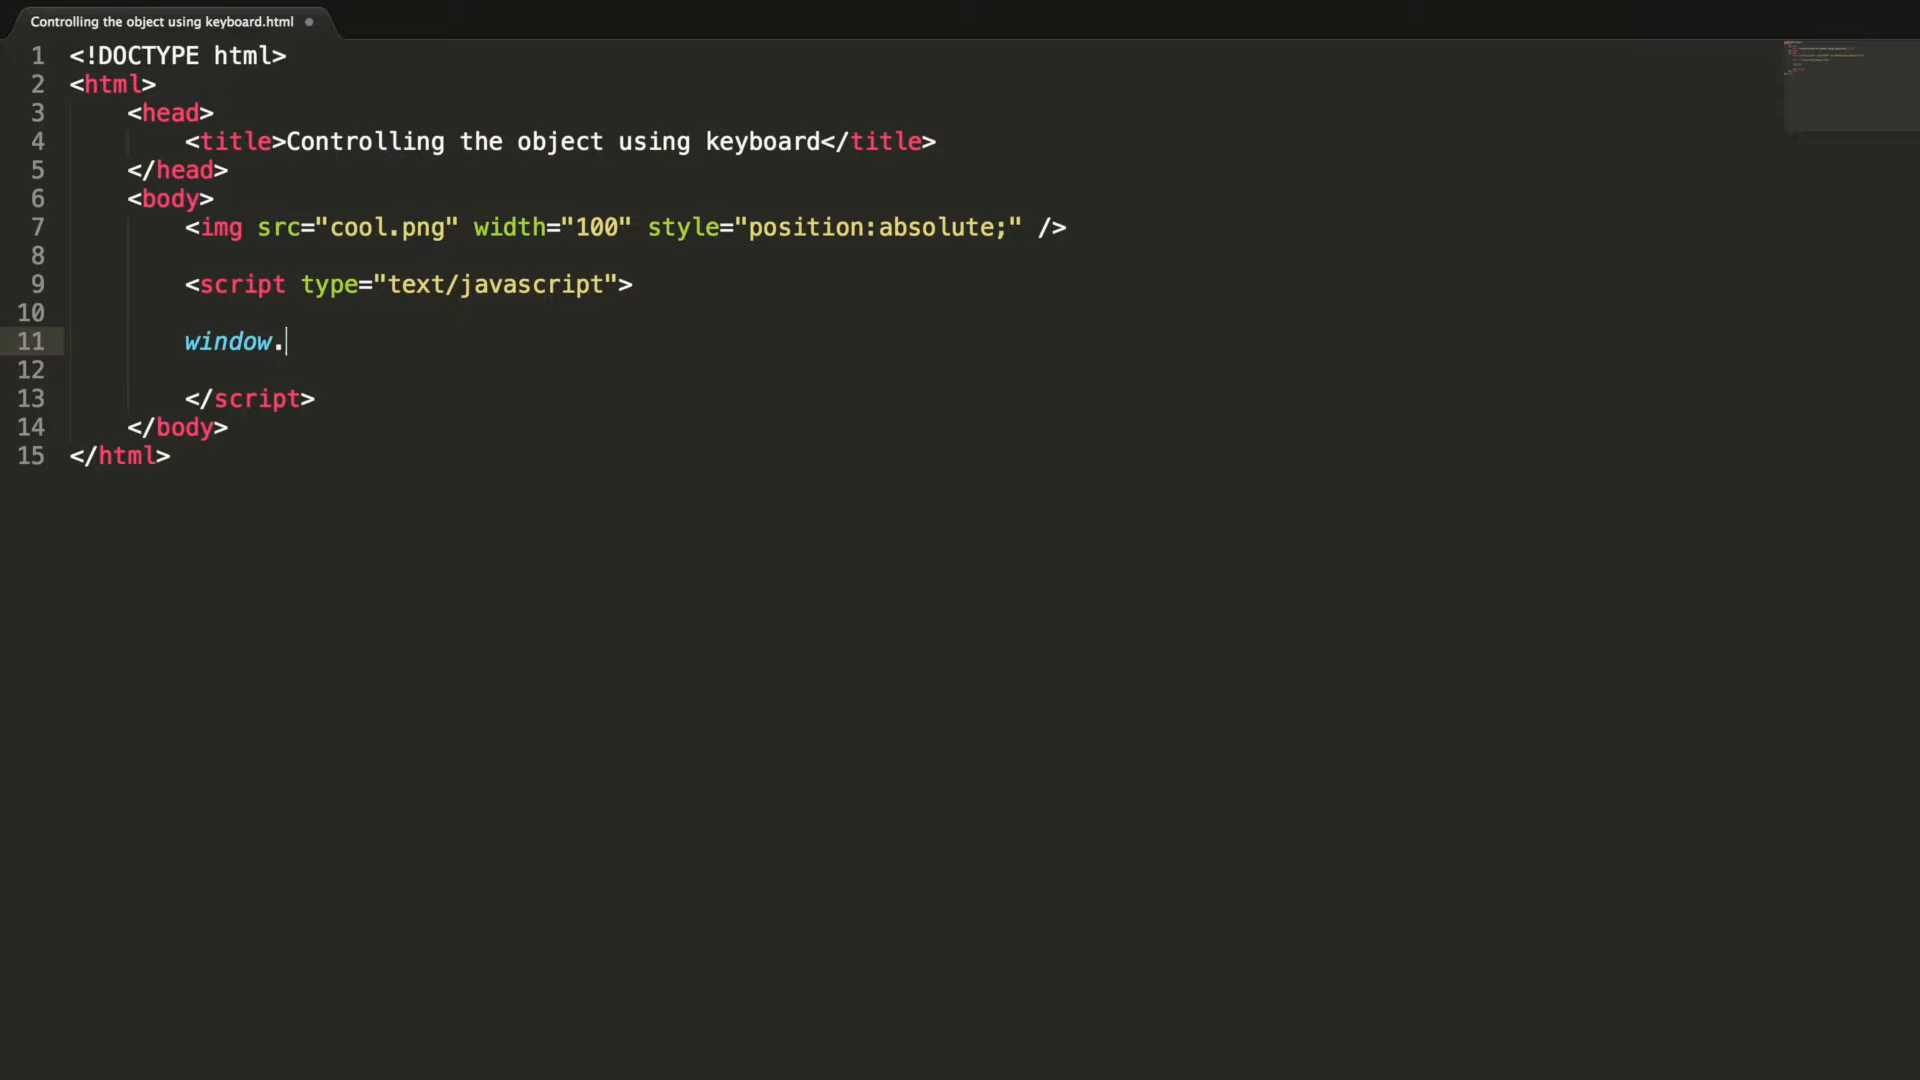 Controlling the object using keyboard.html
1 <!DOCTYPE html>
2 <html>
3 <head>
4 <title>Controlling the object using keyboard</title>
5 </head>
6 <body>
7 <img src="cool.png" width="100" style="position:absolute;" />
8
9 <script type="text/javascript">
10
11 window.
12
13 </script>
14 </body>
15 </html>